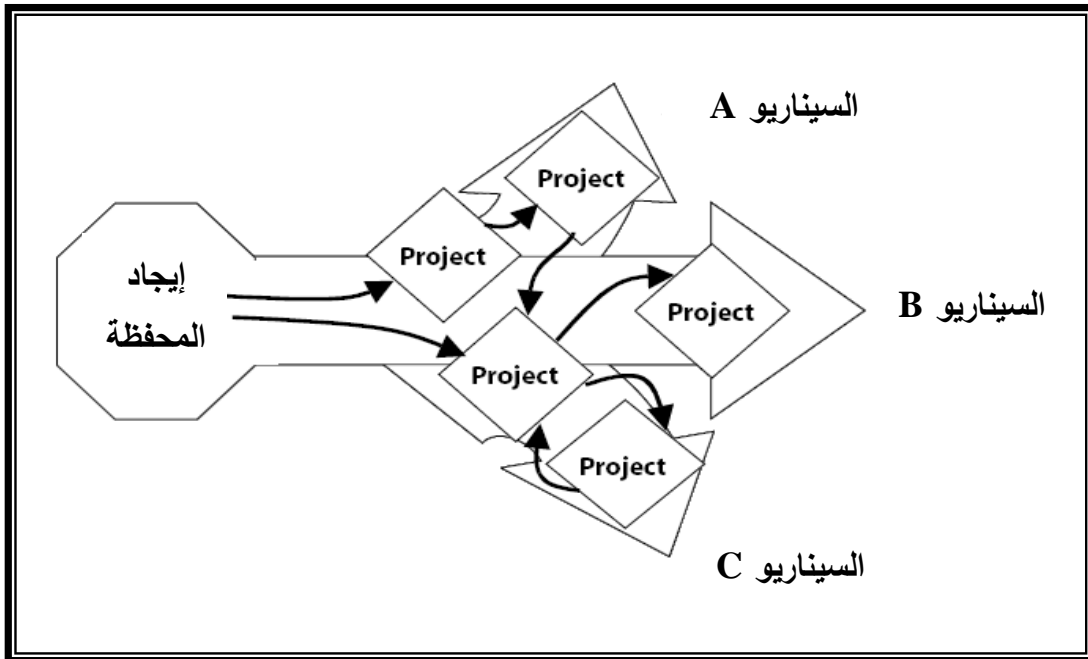 السيناريو A
Project
Project
إيجاد
المحفظة
Project
السيناريو B
Project
Project
السيناريو C